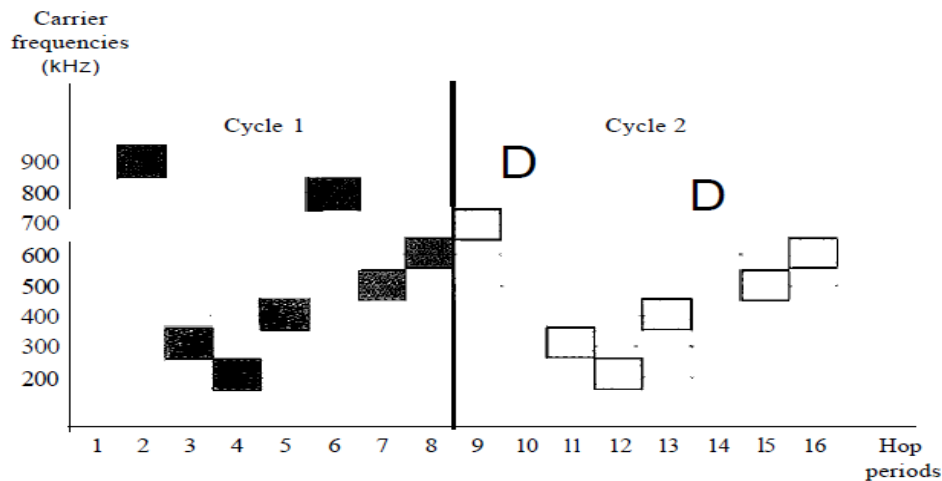 Carrier
frequencies
(kHz)
Cycle 1
Cycle 2
D
D
900
800
700
600
500
400
300
200
1 2 3 4 5 6 7 8 9 10 11 12 13 14 l5 16 Hop
periods